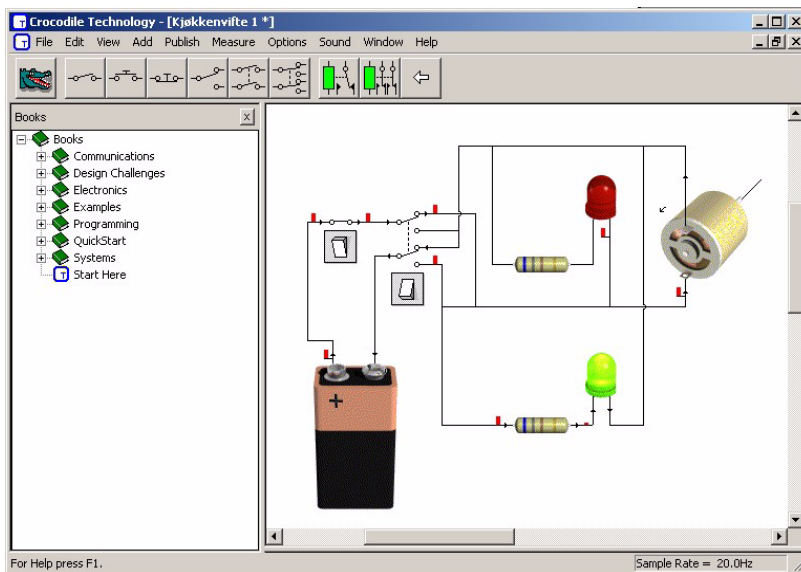 Crocodile Technology - [Kjøkkenvifte 1 *]
File Edit View Add Publish Measure Options Sound Window Help
Books
Books
Communications
Design Challenges
Electronics
Examples
Programming
QuickStart
Systems
Start Here
+
For Help press F1.
Sample Rate = 20.0Hz